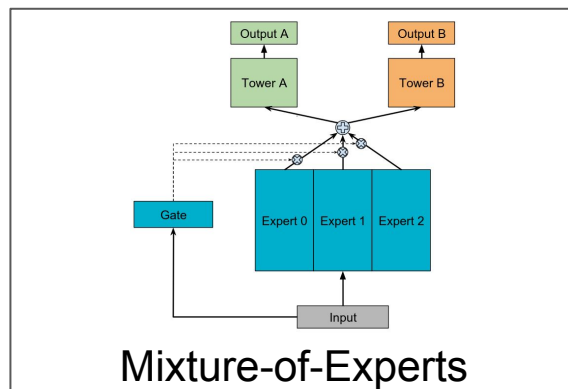 Output A
Output B
Tower A
Tower B
Gate
Expert 0
Expert 1
Expert 2
Input
Mixture-of-Experts